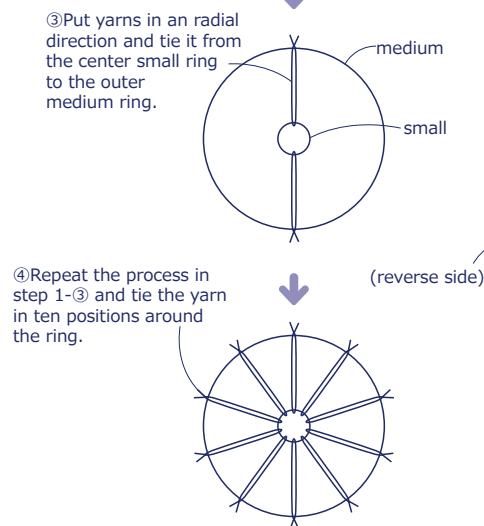 ③Put yarns in an radial
direction and tie it from
the center small ring
to the outer
medium ring.
medium
small
(reverse side)
④Repeat the process in
step 1-③ and tie the yarn
in ten positions around
the ring.